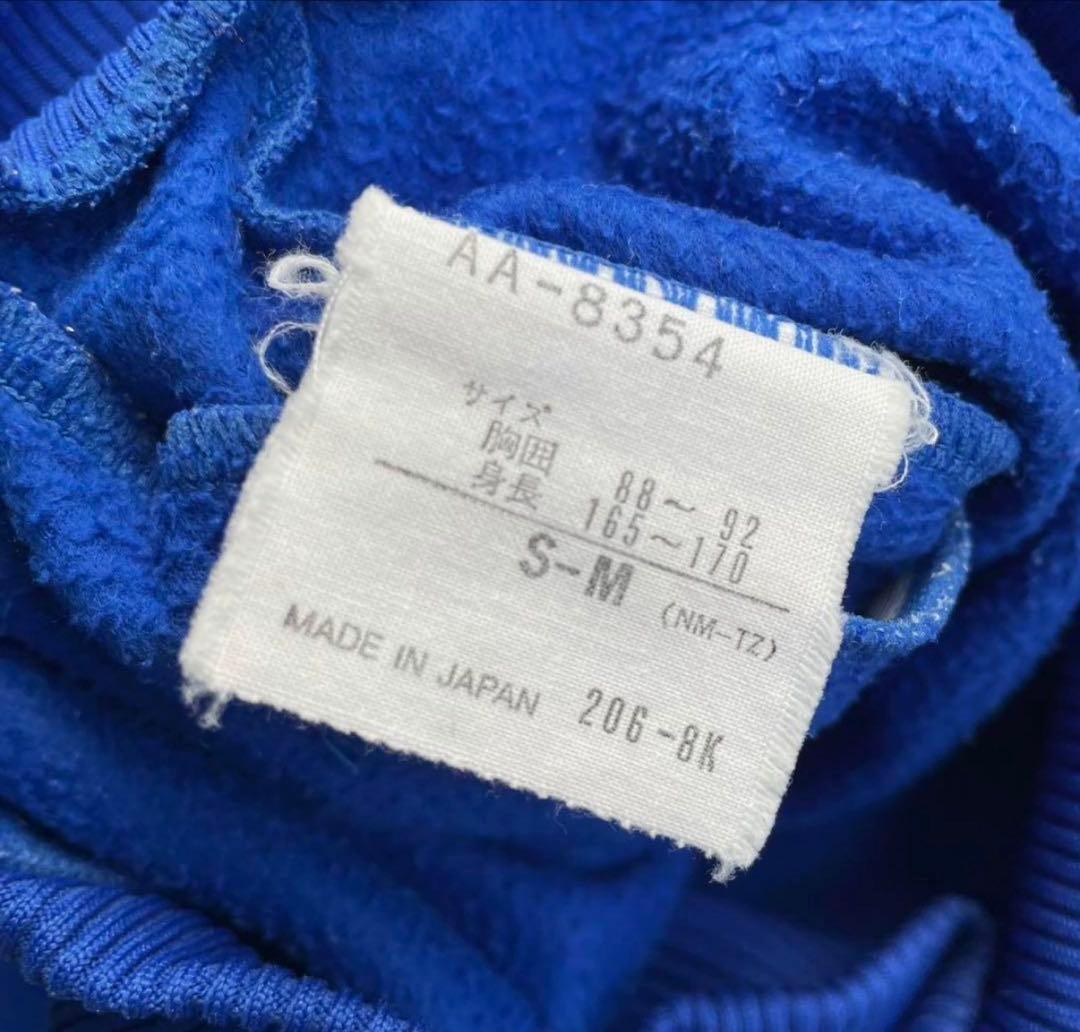 AA-8354
サイズ
胸囲 88～92
身長 165～170
S-M (NM-TZ)
MADE IN JAPAN 206-8K